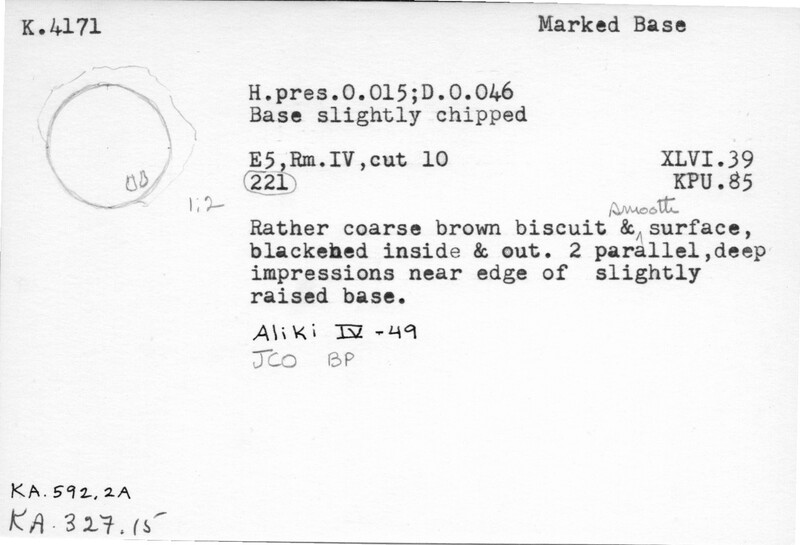 K.4171 Marked Base
H.pres.0.015;D.0.046
Base slightly chipped
E5,Rm.IV,cut 10 XLVI.39
221 KPU.85
1:2
smooth
Rather coarse brown biscuit & surface,
blackened inside & out. 2 parallel,deep
impressions near edge of slightly
raised base.
Aliki IV -49
JCO BP
KA.592.2A
KA.327.15